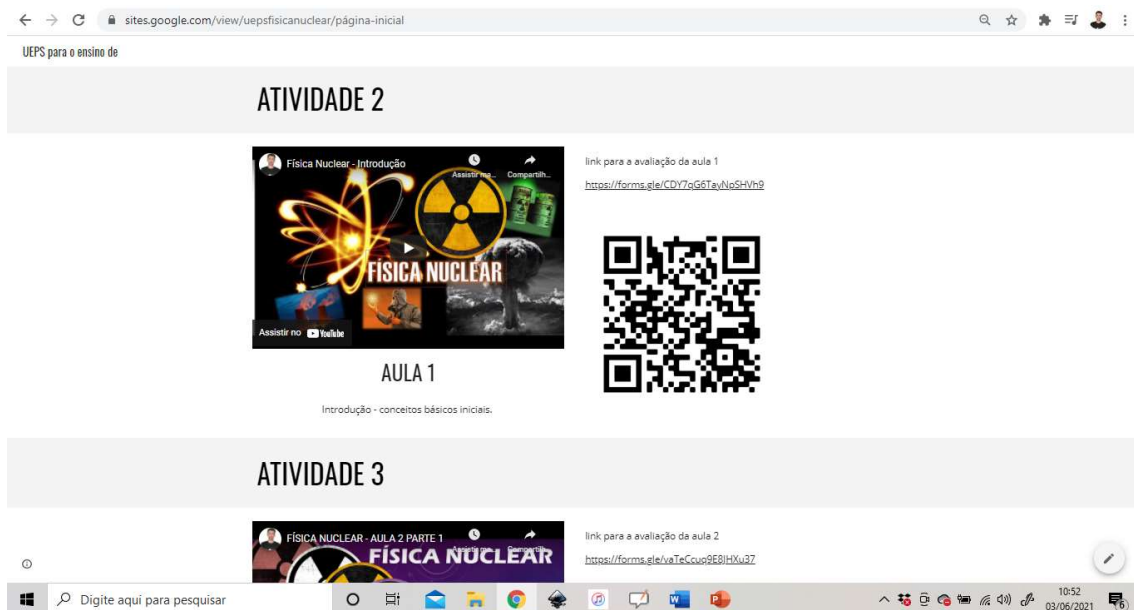 sites.google.com/view/uepsfisicanuclear/página-inicial
UEPS para o ensino de
ATIVIDADE 2
Física Nuclear - Introdução
Assistir ma...
Compartilh...
FÍSICA NUCLEAR
Assistir no YouTube
link para a avaliação da aula 1
https://forms.gle/CDY7qG6TayNpSHVh9
AULA 1
Introdução - conceitos básicos iniciais.
ATIVIDADE 3
FÍSICA NUCLEAR - AULA 2 PARTE 1
FÍSICA NUCLEAR
link para a avaliação da aula 2
https://forms.gle/vaTeCcuq9E8JHXu37
Digite aqui para pesquisar
10:52
03/06/2021